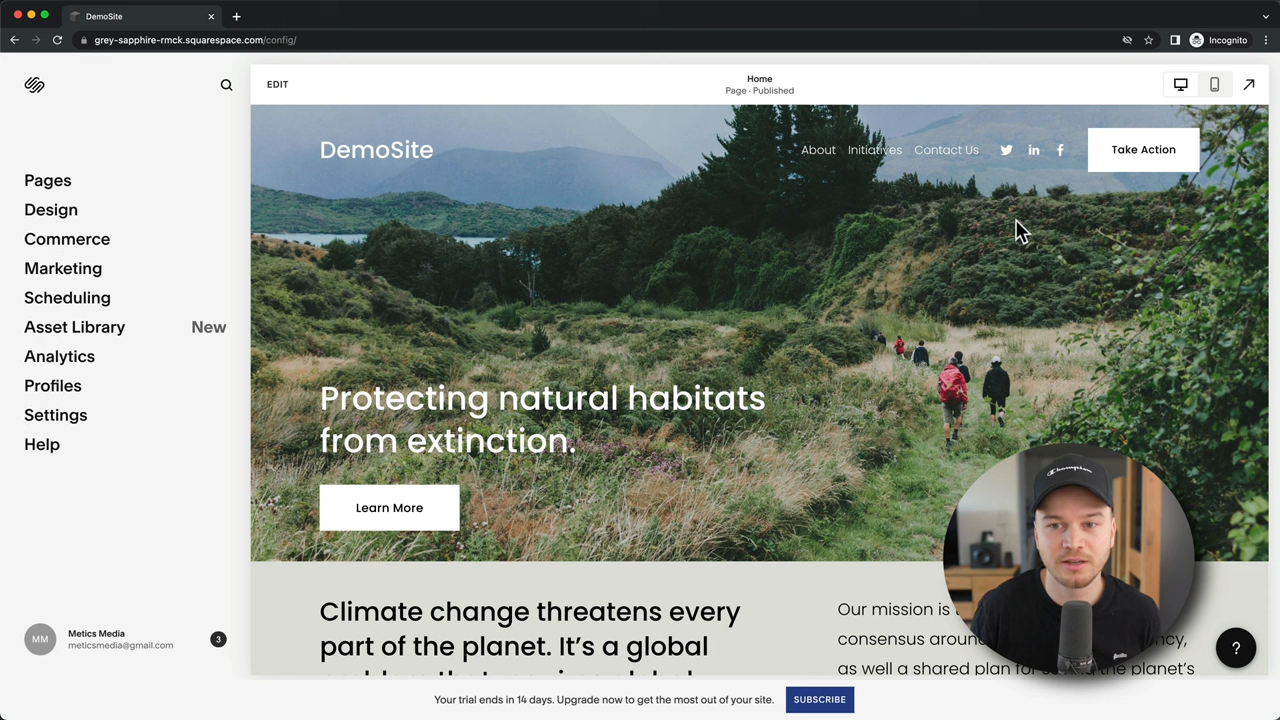 DemoSite
grey-sapphire-rmck.squarespace.com/config/
Incognito
EDIT
Home
Page · Published
Pages
Design
Commerce
Marketing
Scheduling
Asset Library New
Analytics
Profiles
Settings
Help
MM
Metics Media
meticsmedia@gmail.com
3
DemoSite
About Initiatives Contact Us
Take Action
Protecting natural habitats
from extinction.
Learn More
Climate change threatens every
part of the planet. It’s a global
Our mission is
consensus around
as well a shared plan for the planet’s
Champion
?
Your trial ends in 14 days. Upgrade now to get the most out of your site.
SUBSCRIBE